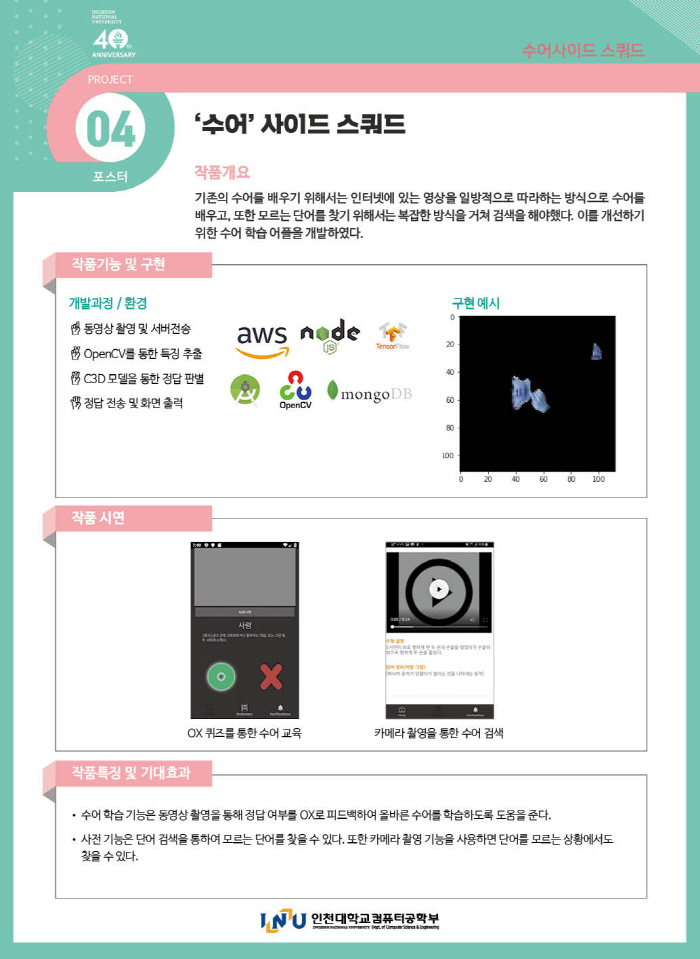 INCHEON
NATIONAL
UNIVERSITY
40th
ANNIVERSARY
수어사이드 스쿼드
PROJECT
04
포스터
‘수어’ 사이드 스쿼드
작품개요
기존의 수어를 배우기 위해서는 인터넷에 있는 영상을 일방적으로 따라하는 방식으로 수어를
배우고, 또한 모르는 단어를 찾기 위해서는 복잡한 방식을 거쳐 검색을 해야했다. 이를 개선하기
위한 수어 학습 어플을 개발하였다.
작품기능 및 구현
개발과정 / 환경
동영상 촬영 및 서버전송
OpenCV를 통한 특징 추출
C3D 모델을 통한 정답 판별
정답 전송 및 화면 출력
aws
node
JS
TensorFlow
OpenCV
mongoDB
구현 예시
0
20
40
60
80
100
0 20 40 60 80 100
작품 시연
7:40
사람
OX 퀴즈를 통한 수어 교육
0:00 / 0:14
수형 설명
카메라 촬영을 통한 수어 검색
작품특징 및 기대효과
• 수어 학습 기능은 동영상 촬영을 통해 정답 여부를 OX로 피드백하여 올바른 수어를 학습하도록 도움을 준다.
• 사전 기능은 단어 검색을 통하여 모르는 단어를 찾을 수 있다. 또한 카메라 촬영 기능을 사용하면 단어를 모르는 상황에서도
찾을 수 있다.
INU 인천대학교컴퓨터공학부
INCHEON NATIONAL UNIVERSITY Dept. of Computer Science & Engineering